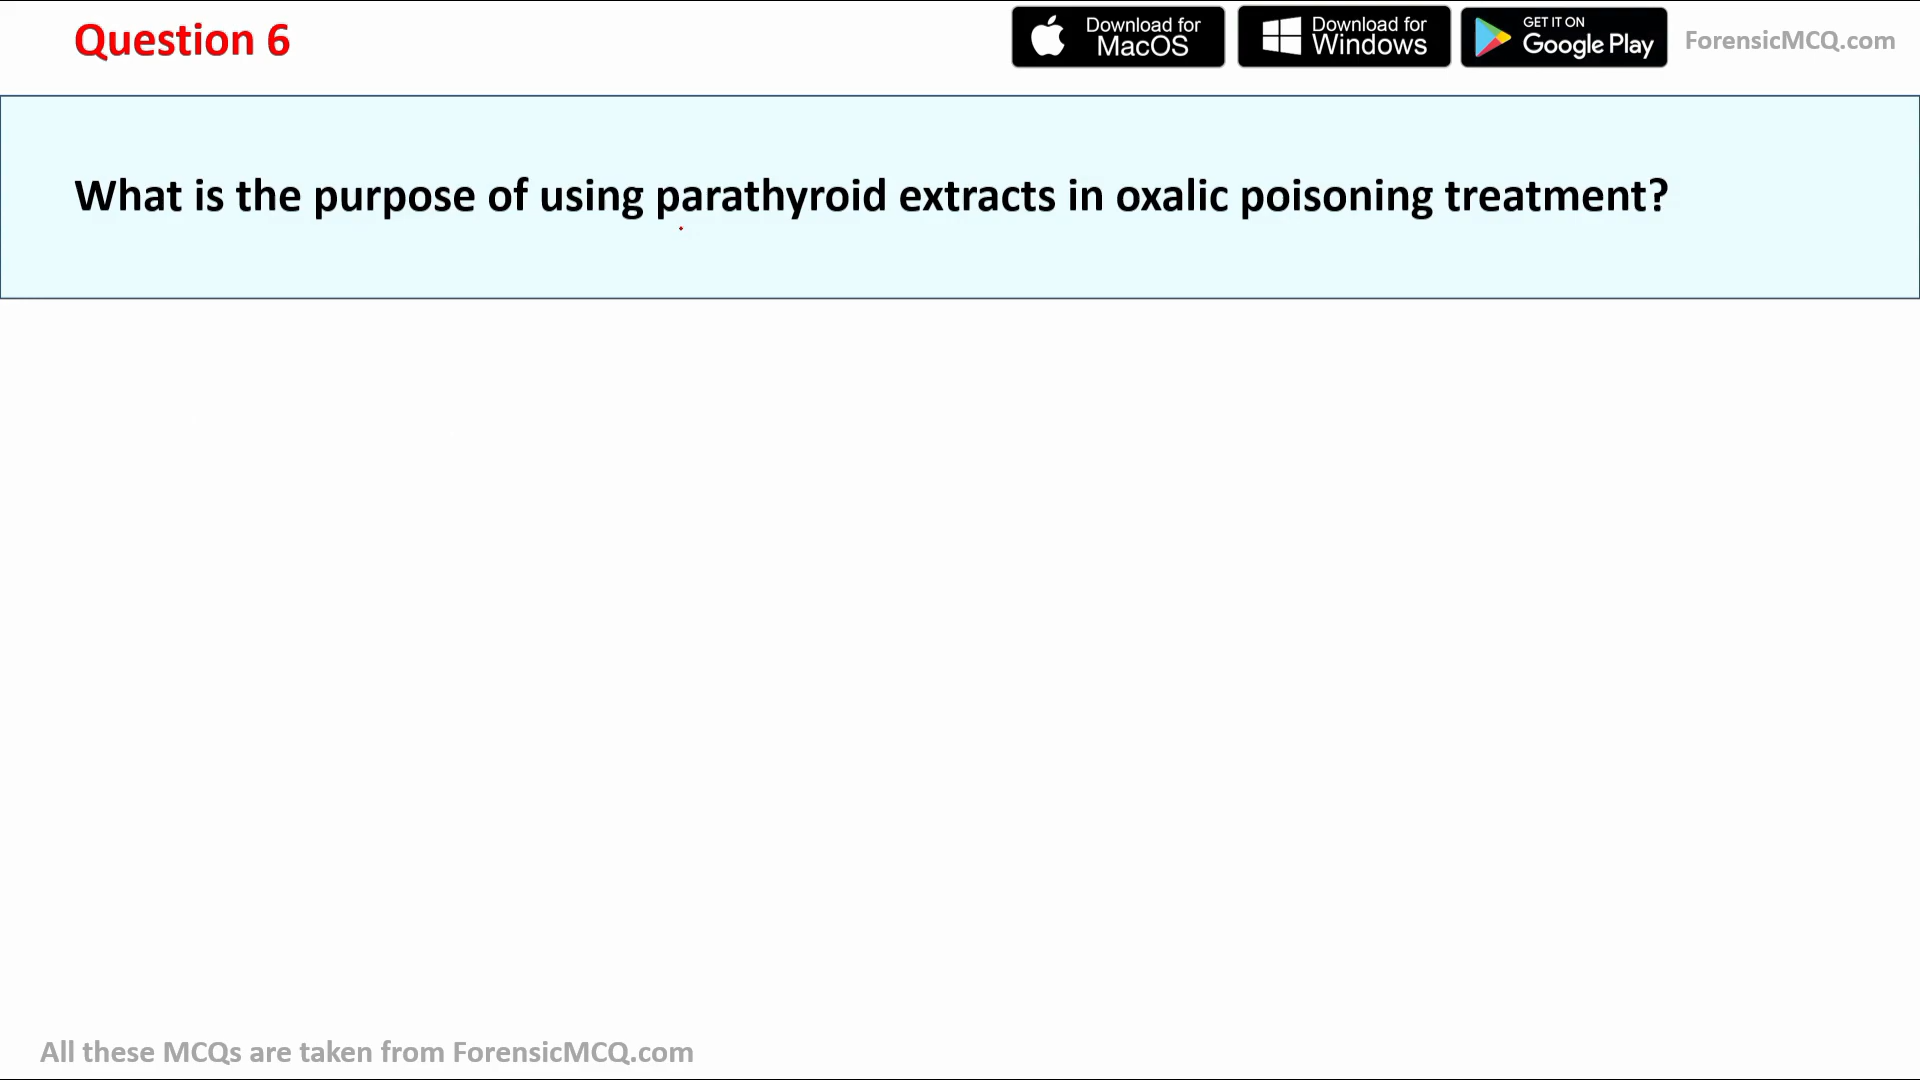 Question 6
Download for
MacOS
Download for
Windows
GET IT ON
Google Play
ForensicMCQ.com
What is the purpose of using parathyroid extracts in oxalic poisoning treatment?
All these MCQs are taken from ForensicMCQ.com